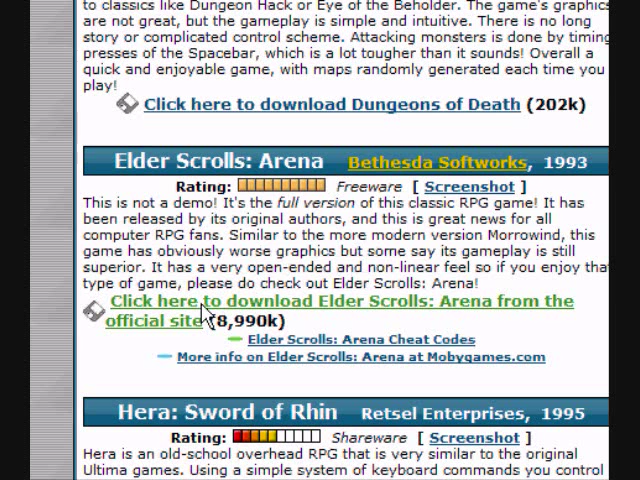 to classics like Dungeon Hack or Eye of the Beholder. The game's graphics
are not great, but the gameplay is simple and intuitive. There is no long
story or complicated control scheme. Attacking monsters is done by timing
presses of the Spacebar, which is a lot tougher than it sounds! Overall a
quick and enjoyable game, with maps randomly generated each time you
play!
Click here to download Dungeons of Death (202k)
Elder Scrolls: Arena Bethesda Softworks, 1993
Rating: Freeware [ Screenshot ]
This is not a demo! It's the full version of this classic RPG game! It has
been released by its original authors, and this is great news for all
computer RPG fans. Similar to the more modern version Morrowind, this
game has obviously worse graphics but some say its gameplay is still
superior. It has a very open-ended and non-linear feel so if you enjoy that
type of game, please do check out Elder Scrolls: Arena!
Click here to download Elder Scrolls: Arena from the
official site (8,990k)
Elder Scrolls: Arena Cheat Codes
More info on Elder Scrolls: Arena at Mobygames.com
Hera: Sword of Rhin Retsel Enterprises, 1995
Rating: Shareware [ Screenshot ]
Hera is an old-school overhead RPG that is very similar to the original
Ultima games. Using a simple system of keyboard commands you control